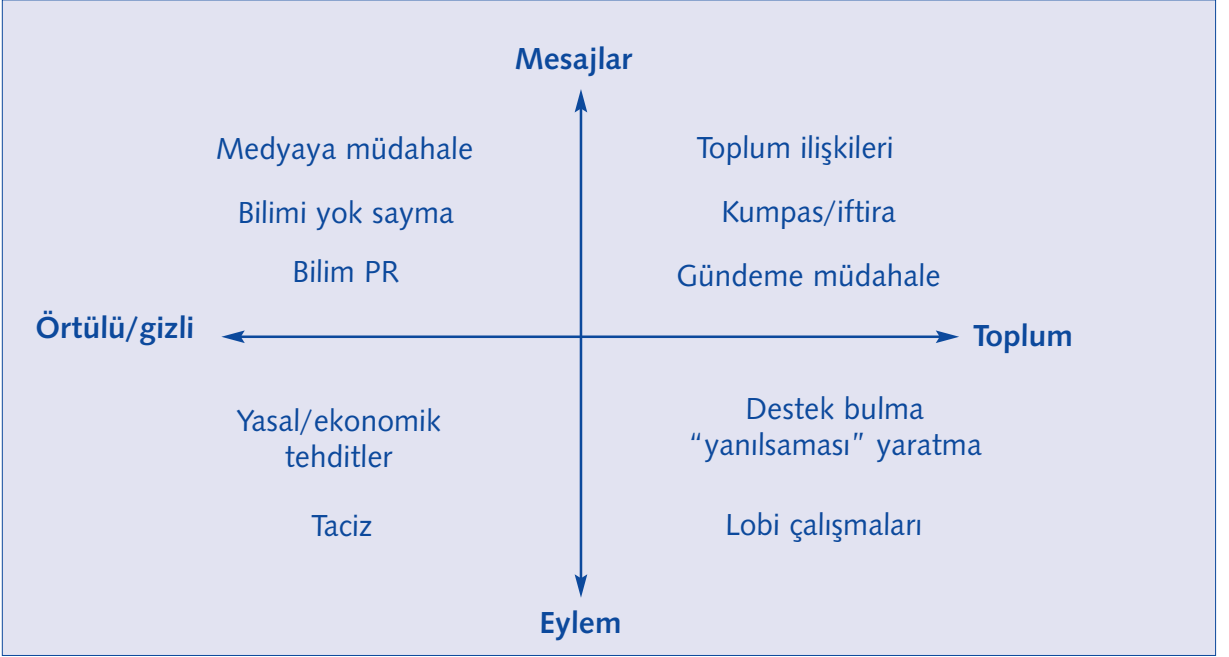 Mesajlar
Medyaya müdahale
Toplum ilişkileri
Bilimi yok sayma
Kumpas/iftira
Bilim PR
Gündeme müdahale
Örtülü/gizli
Toplum
Yasal/ekonomik
tehditler
Destek bulma
“yanılsaması” yaratma
Taciz
Lobi çalışmaları
Eylem